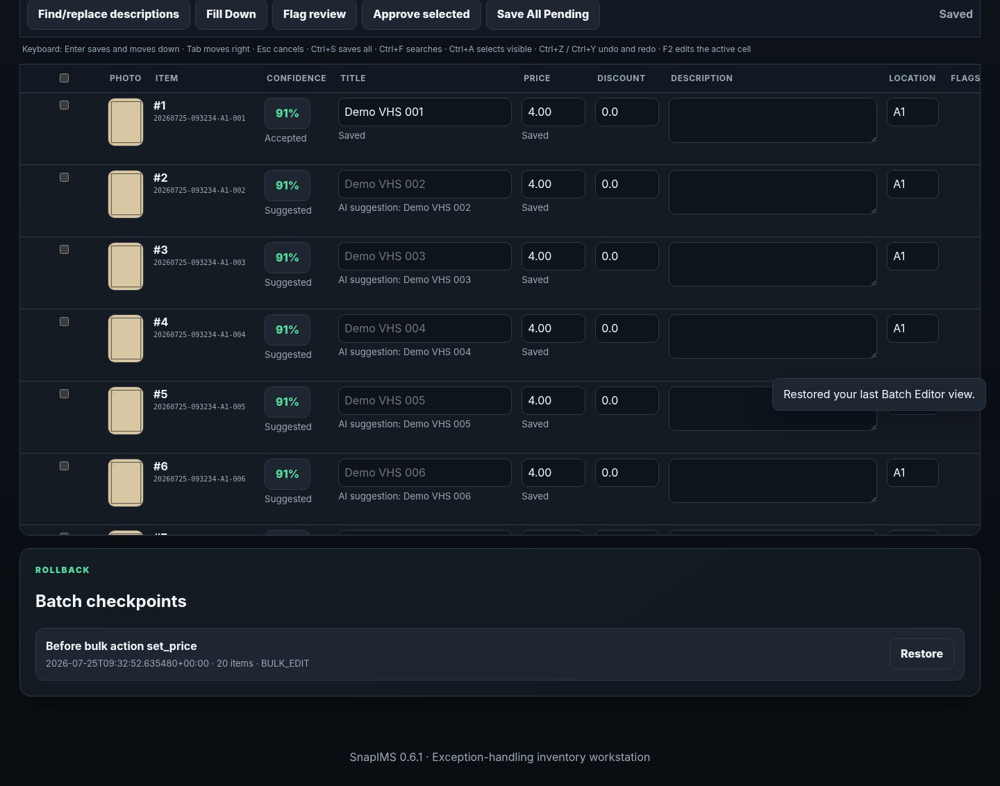 Find/replace descriptions Fill Down Flag review Approve selected Save All Pending Saved
Keyboard: Enter saves and moves down · Tab moves right · Esc cancels · Ctrl+S saves all · Ctrl+F searches · Ctrl+A selects visible · Ctrl+Z / Ctrl+Y undo and redo · F2 edits the active cell
PHOTO ITEM CONFIDENCE TITLE PRICE DISCOUNT DESCRIPTION LOCATION FLAGS
#1 91% Demo VHS 001 4.00 0.0 A1
20260725-093234-A1-001
Accepted Saved Saved
#2 91% Demo VHS 002 4.00 0.0 A1
20260725-093234-A1-002
Suggested AI suggestion: Demo VHS 002 Saved
#3 91% Demo VHS 003 4.00 0.0 A1
20260725-093234-A1-003
Suggested AI suggestion: Demo VHS 003 Saved
#4 91% Demo VHS 004 4.00 0.0 A1
20260725-093234-A1-004
Suggested AI suggestion: Demo VHS 004 Saved
#5 91% Demo VHS 005 4.00 0.0
Restored your last Batch Editor view.
20260725-093234-A1-005
Suggested AI suggestion: Demo VHS 005 Saved
#6 91% Demo VHS 006 4.00 0.0 A1
20260725-093234-A1-006
Suggested AI suggestion: Demo VHS 006 Saved
ROLLBACK
Batch checkpoints
Before bulk action set_price
2026-07-25T09:32:52.635480+00:00 · 20 items · BULK_EDIT
Restore
SnapIMS 0.6.1 · Exception-handling inventory workstation